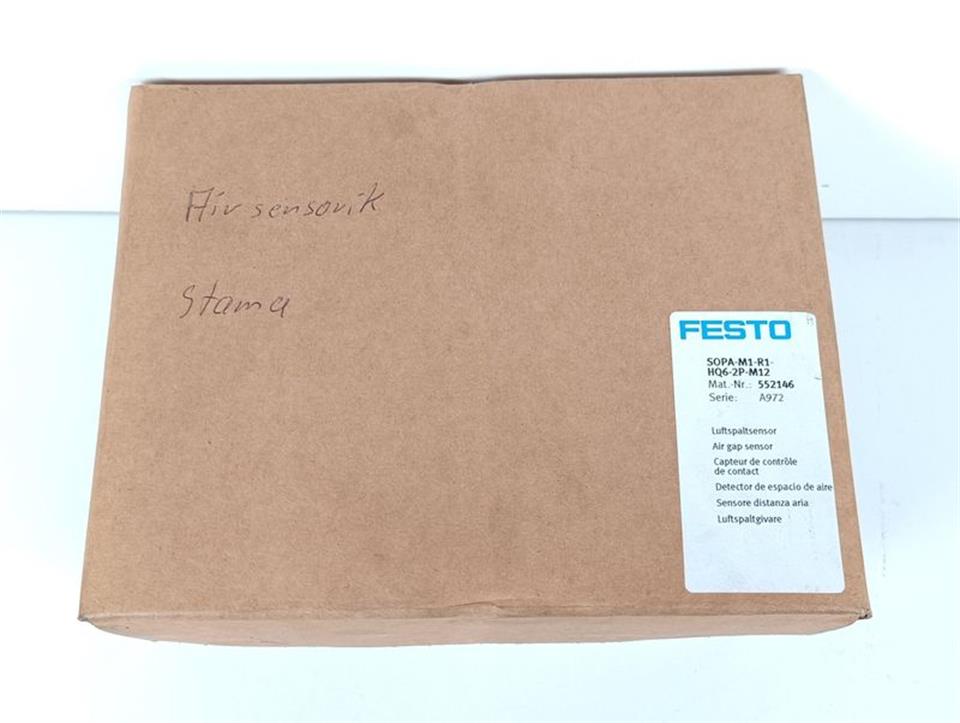 Air sensorik
Stama
FESTO
SOPA-M1-R1-
HQ6-2P-M12
Mat.-Nr.: 552146
Serie: A972
Luftspaltsensor
Air gap sensor
Capteur de contrôle
de contact
Detector de espacio de aire
Sensore distanza aria
Luftspaltgivare